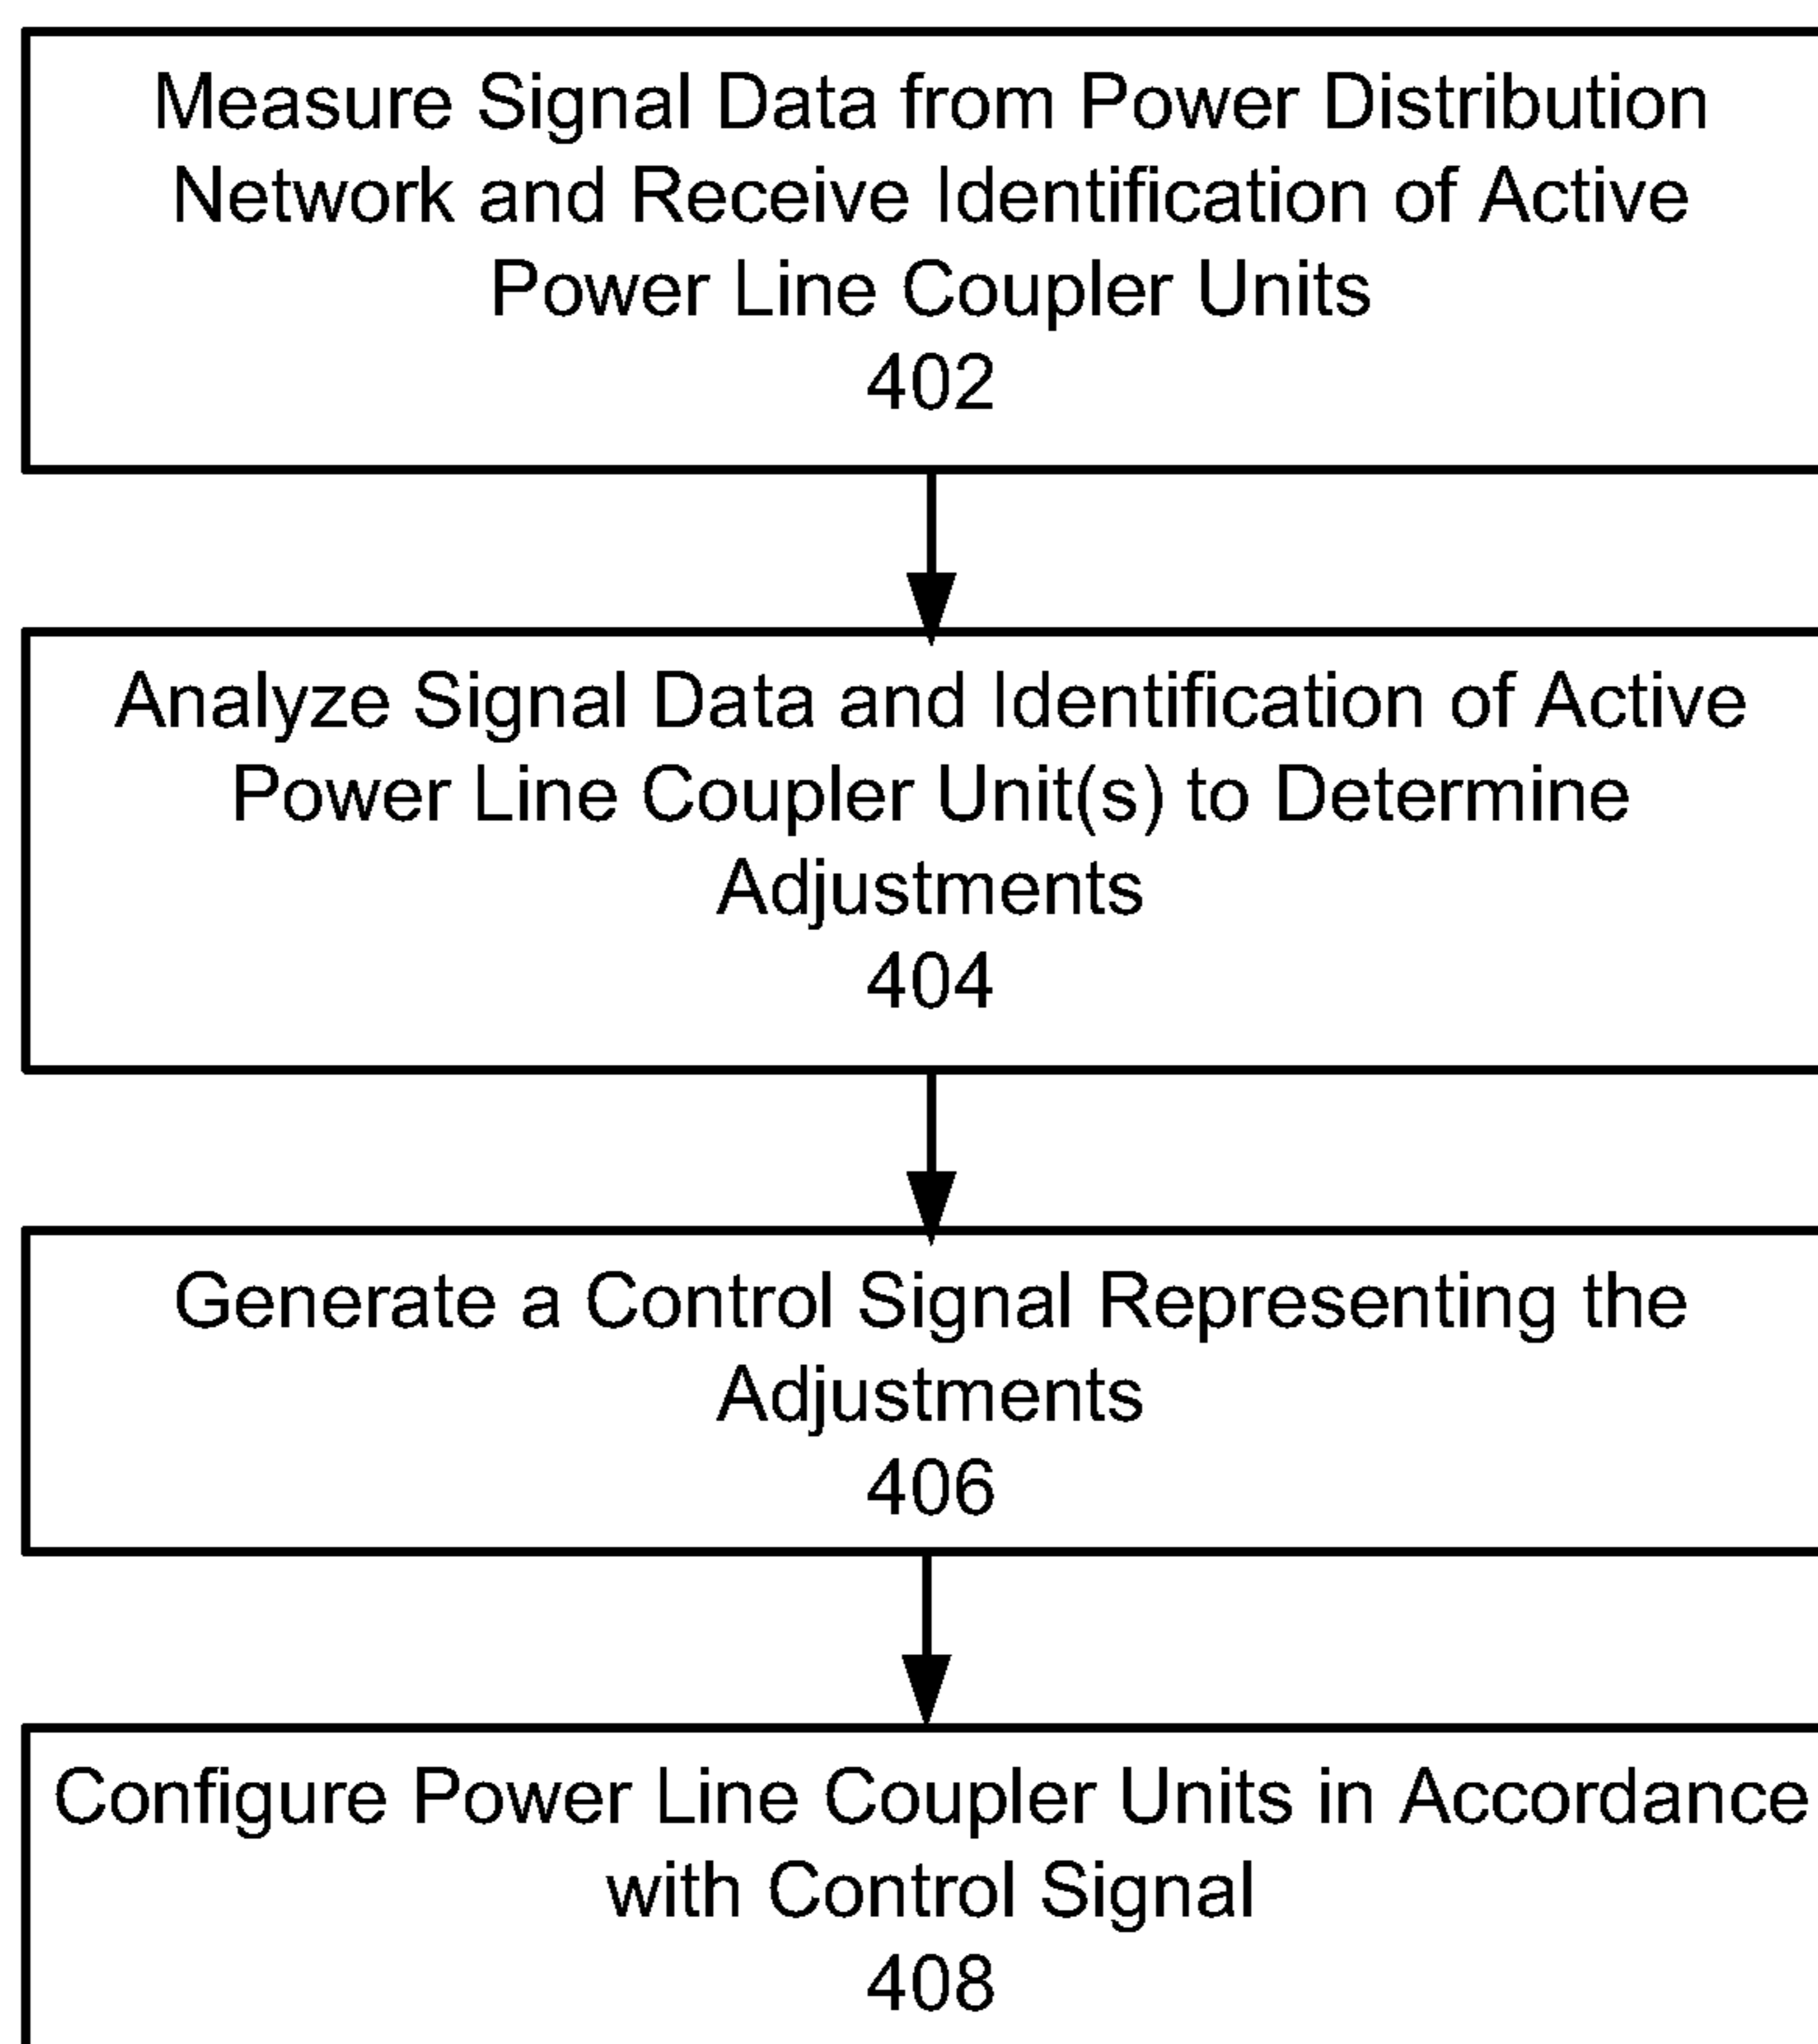 Measure Signal Data from Power Distribution
Network and Receive Identification of Active
Power Line Coupler Units
402
Analyze Signal Data and Identification of Active
Power Line Coupler Unit(s) to Determine
Adjustments
404
Generate a Control Signal Representing the
Adjustments
406
Configure Power Line Coupler Units in Accordance
with Control Signal
408